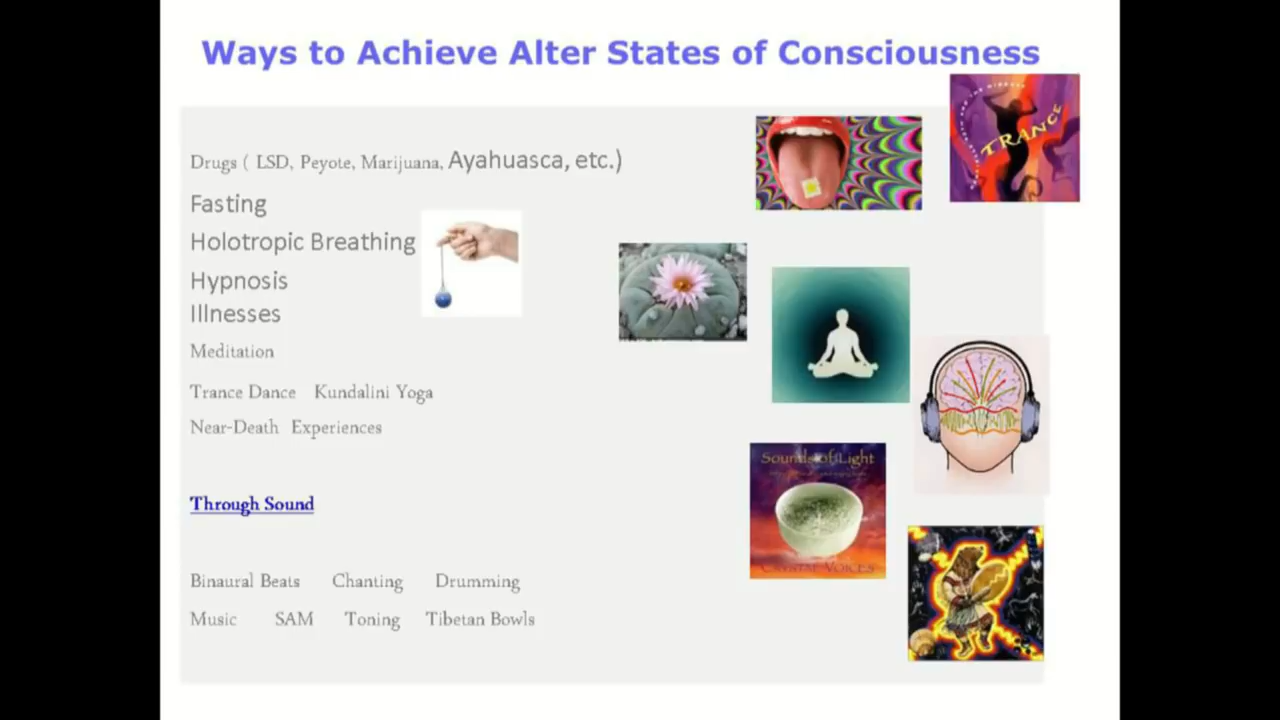 Ways to Achieve Alter States of Consciousness
TRANCE
Drugs ( LSD, Peyote, Marijuana, Ayahuasca, etc.)
Fasting
Holotropic Breathing
Hypnosis
Illnesses
Meditation
Trance Dance Kundalini Yoga
Near-Death Experiences
Sounds of Light
Through Sound
CRYSTAL VOICES
Binaural Beats Chanting Drumming
Music SAM Toning Tibetan Bowls